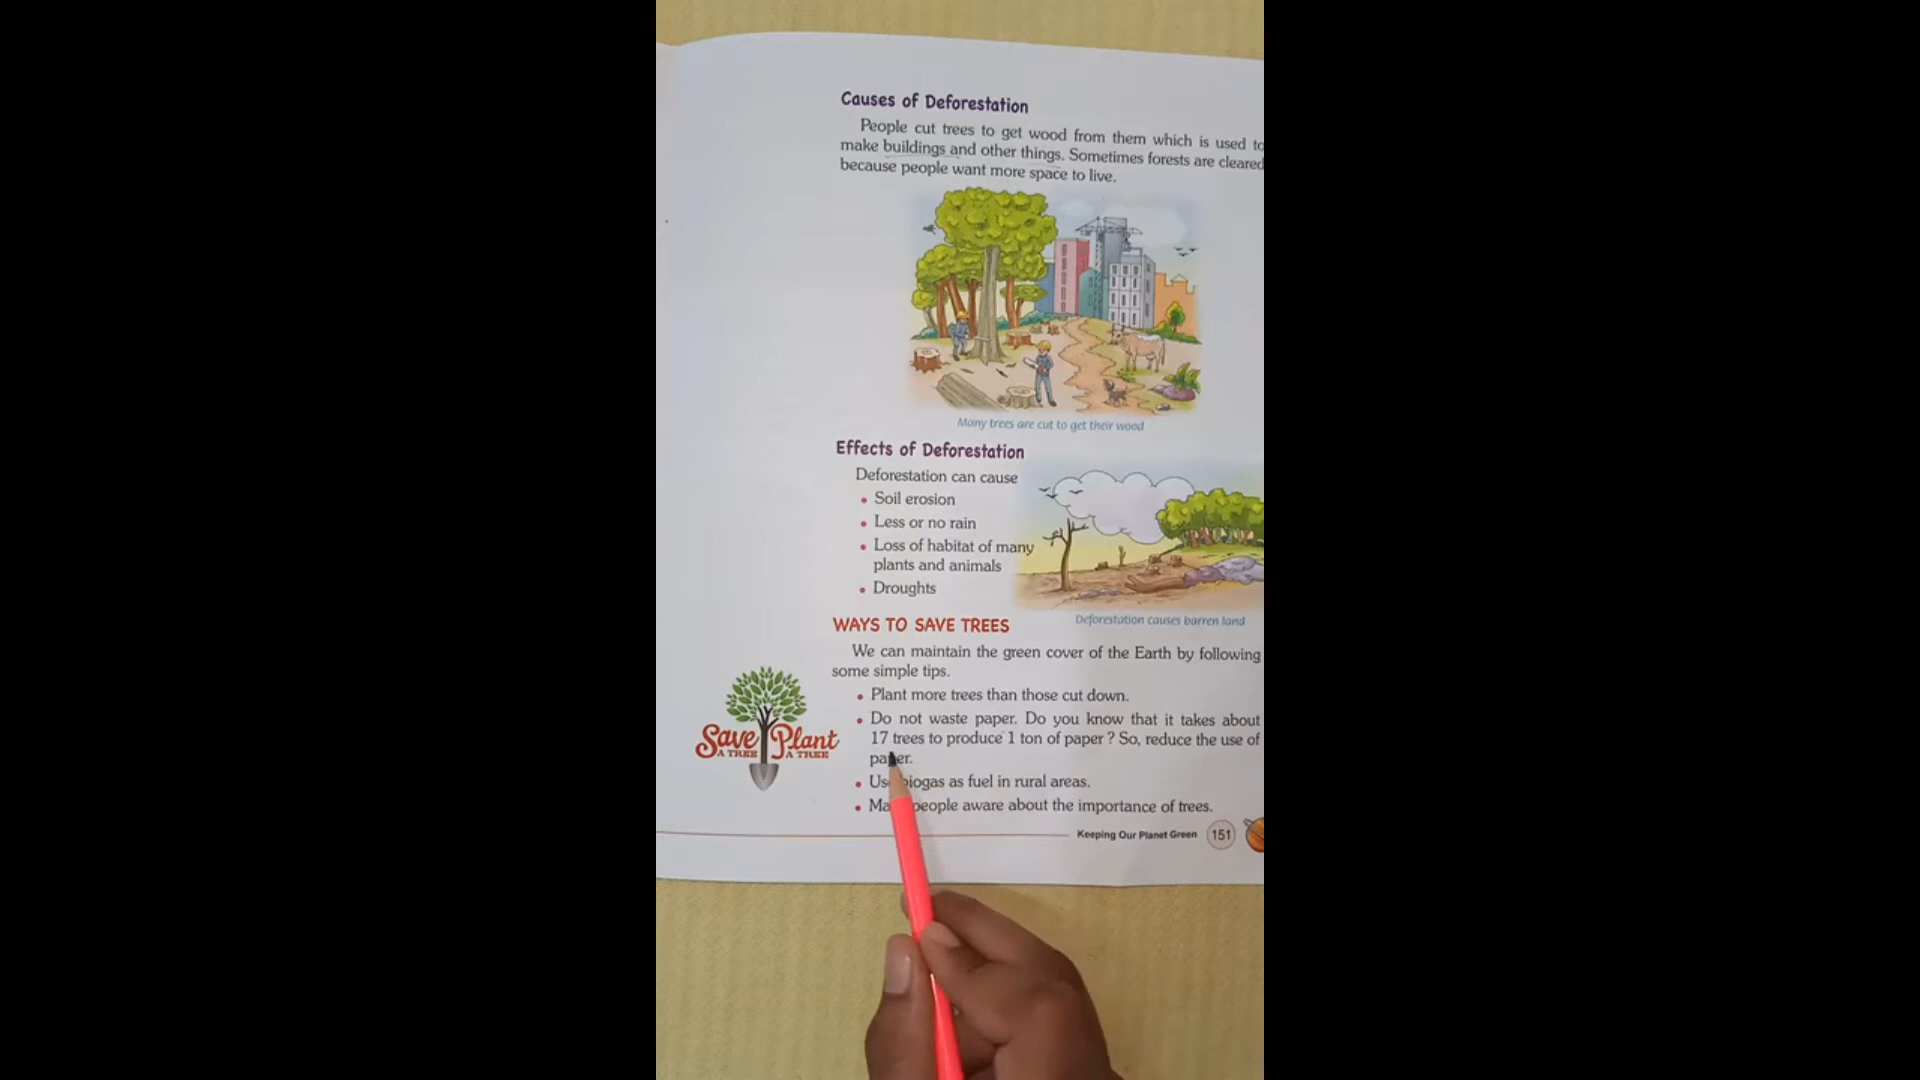 Causes of Deforestation
People cut trees to get wood from them which is used to
make buildings and other things. Sometimes forests are cleared
because people want more space to live.
Many trees are cut to get their wood
Effects of Deforestation
Deforestation can cause
• Soil erosion
• Less or no rain
• Loss of habitat of many
plants and animals
• Droughts
Deforestation causes barren land
WAYS TO SAVE TREES
We can maintain the green cover of the Earth by following
some simple tips.
• Plant more trees than those cut down.
• Do not waste paper. Do you know that it takes about
17 trees to produce 1 ton of paper ? So, reduce the use of
paper.
• Use biogas as fuel in rural areas.
• people aware about the importance of trees.
Save Plant
A TREE A TREE
Keeping Our Planet Green 151